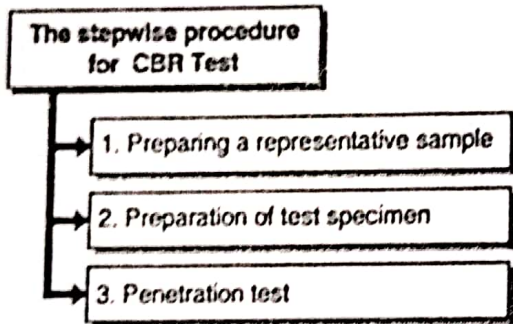 The stepwise procedure
for CBR Test
1. Preparing a representative sample
2. Preparation of test specimen
3. Penetration test